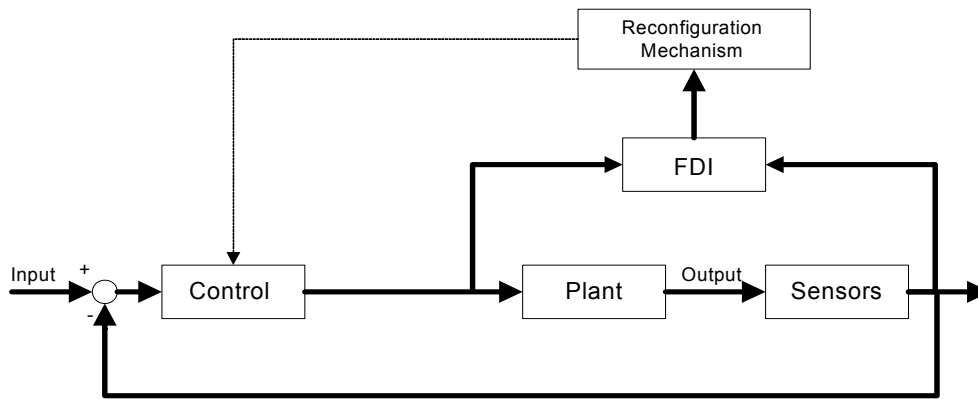 Reconfiguration
Mechanism
FDI
Input
+
-
Control
Plant
Output
Sensors